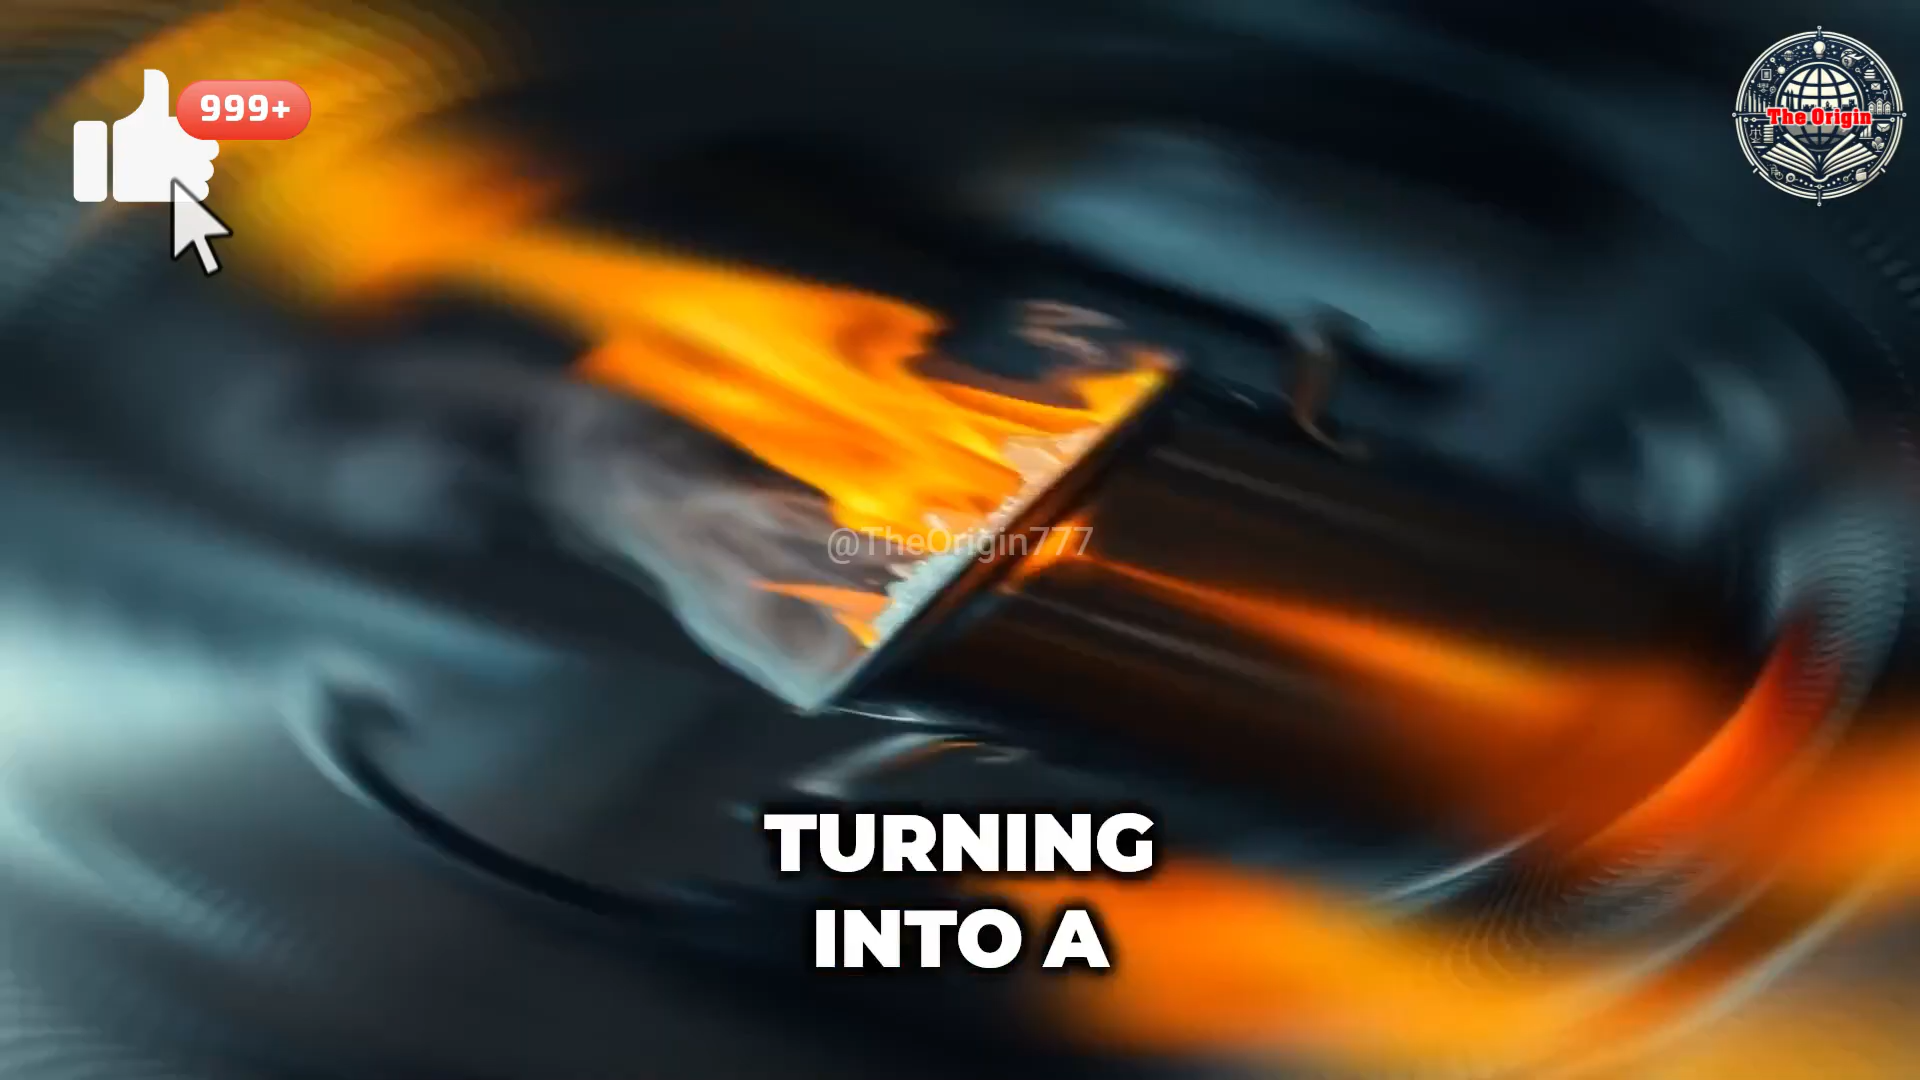 999+
The Origin
@TheOrigin777
TURNING
INTO A